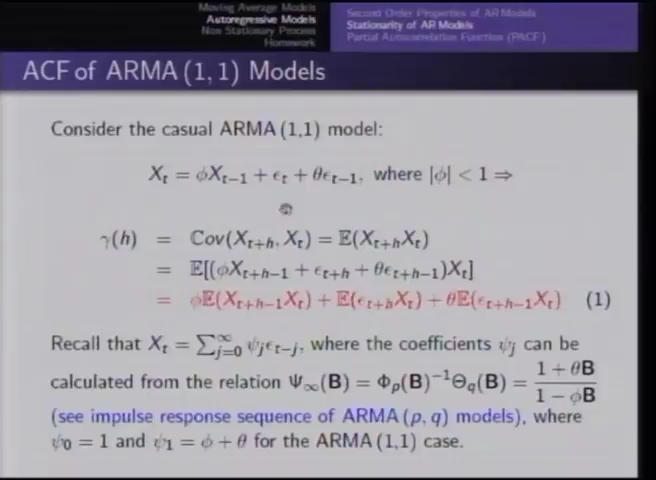 Moving Average Models
Autoregressive Models
Non Stationary Process
Homework
Second Order Properties of AR Models
Stationarity of AR Models
Partial Autocorrelation Function (PACF)
ACF of ARMA (1, 1) Models
Consider the casual ARMA (1,1) model:
Xₜ = ϕXₜ₋₁ + ϵₜ + θϵₜ₋₁, where |ϕ| < 1 ⇒
γ(h) = Cov(Xₜ₊ₕ, Xₜ) = 𝔼(Xₜ₊ₕXₜ)
= 𝔼[(ϕXₜ₊ₕ₋₁ + ϵₜ₊ₕ + θϵₜ₊ₕ₋₁)Xₜ]
= ϕ𝔼(Xₜ₊ₕ₋₁Xₜ) + 𝔼(ϵₜ₊ₕXₜ) + θ𝔼(ϵₜ₊ₕ₋₁Xₜ) (1)
Recall that Xₜ = ∑_{j=0}^{∞} ψⱼϵₜ₋ⱼ, where the coefficients ψⱼ can be
calculated from the relation Ψ_∞(B) = Φₚ(B)⁻¹Θ_q(B) = (1 + θB)/(1 − ϕB)
(see impulse response sequence of ARMA(p, q) models), where
ψ₀ = 1 and ψ₁ = ϕ + θ for the ARMA (1,1) case.